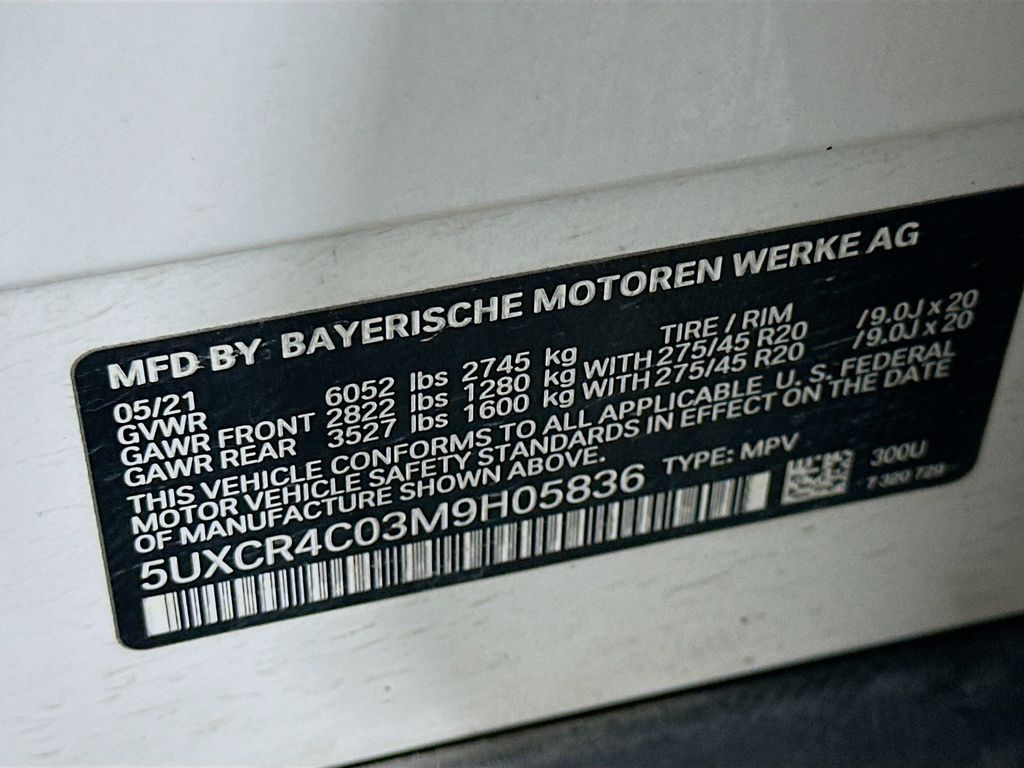 MFD BY BAYERISCHE MOTOREN WERKE AG
05/21 TIRE / RIM
GVWR 6052 lbs 2745 kg
GAWR FRONT 2822 lbs 1280 kg WITH 275/45 R20 /9.0J x 20
GAWR REAR 3527 lbs 1600 kg WITH 275/45 R20 /9.0J x 20
THIS VEHICLE CONFORMS TO ALL APPLICABLE U. S. FEDERAL
MOTOR VEHICLE SAFETY STANDARDS IN EFFECT ON THE DATE
OF MANUFACTURE SHOWN ABOVE.
5UXCR4C03M9H05836 TYPE: MPV
300U
7 320 729